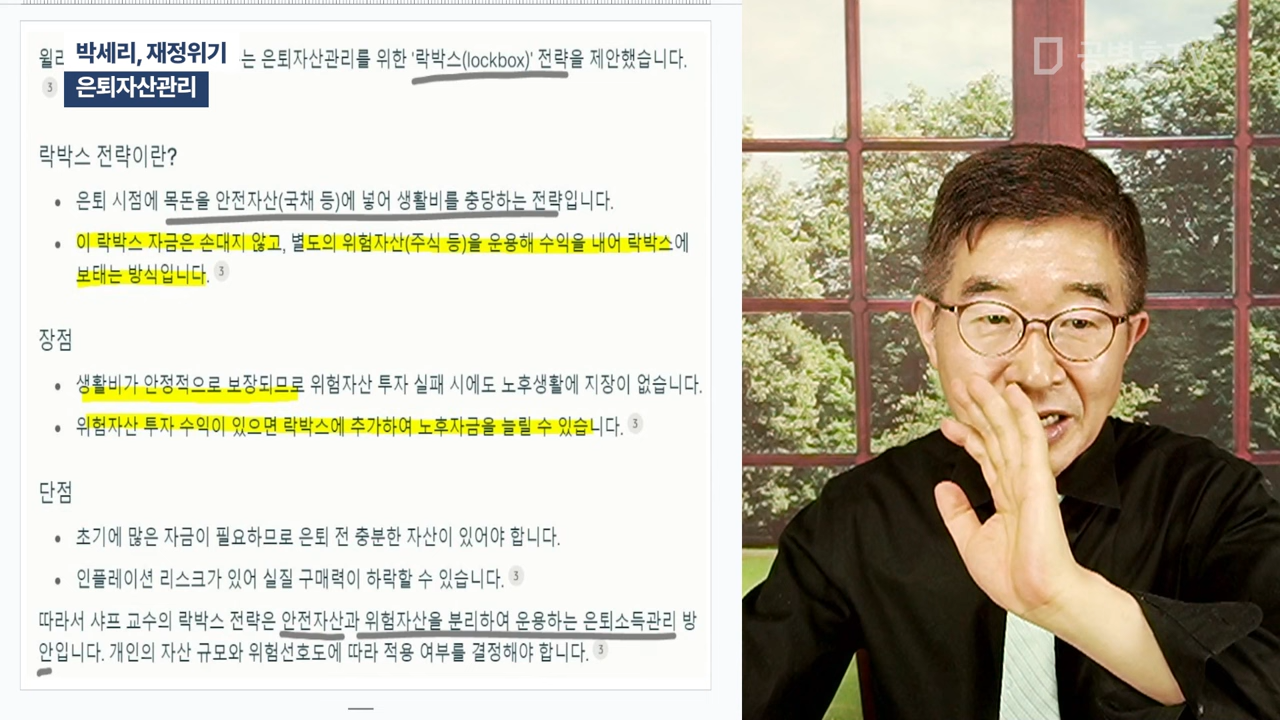 박세리, 재정위기
은퇴자산관리
는 은퇴자산관리를 위한 '락박스(lockbox)' 전략을 제안했습니다.
3
락박스 전략이란?
• 은퇴 시점에 목돈을 안전자산(국채 등)에 넣어 생활비를 충당하는 전략입니다.
• 이 락박스 자금은 손대지 않고, 별도의 위험자산(주식 등)을 운용해 수익을 내어 락박스에
보태는 방식입니다. 3
장점
• 생활비가 안정적으로 보장되므로 위험자산 투자 실패 시에도 노후생활에 지장이 없습니다.
• 위험자산 투자 수익이 있으면 락박스에 추가하여 노후자금을 늘릴 수 있습니다. 3
단점
• 초기에 많은 자금이 필요하므로 은퇴 전 충분한 자산이 있어야 합니다.
• 인플레이션 리스크가 있어 실질 구매력이 하락할 수 있습니다. 3
따라서 샤프 교수의 락박스 전략은 안전자산과 위험자산을 분리하여 운용하는 은퇴소득관리 방
안입니다. 개인의 자산 규모와 위험선호도에 따라 적용 여부를 결정해야 합니다. 3